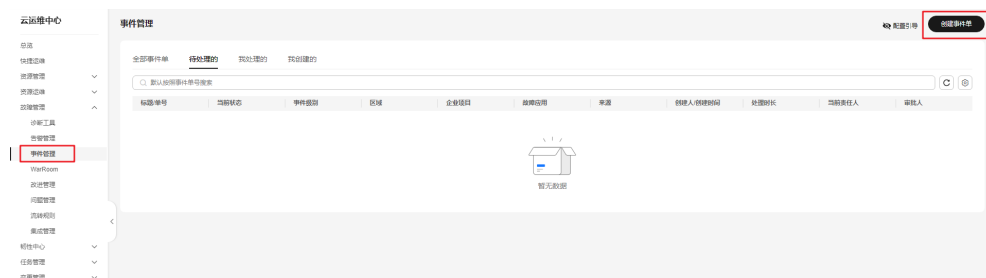 云运维中心
事件管理
配置引导
创建事件单
总览
快捷运维
资源管理
资源运维
故障管理
诊断工具
告警管理
事件管理
WarRoom
改进管理
问题管理
流转规则
集成管理
韧性中心
任务管理
变更管理
全部事件单 待处理的 我处理的 我创建的
默认按照事件单号搜索
标题/单号 当前状态 事件级别 区域 企业项目 故障应用 来源 创建人/创建时间 处理时长 当前责任人 审批人
暂无数据